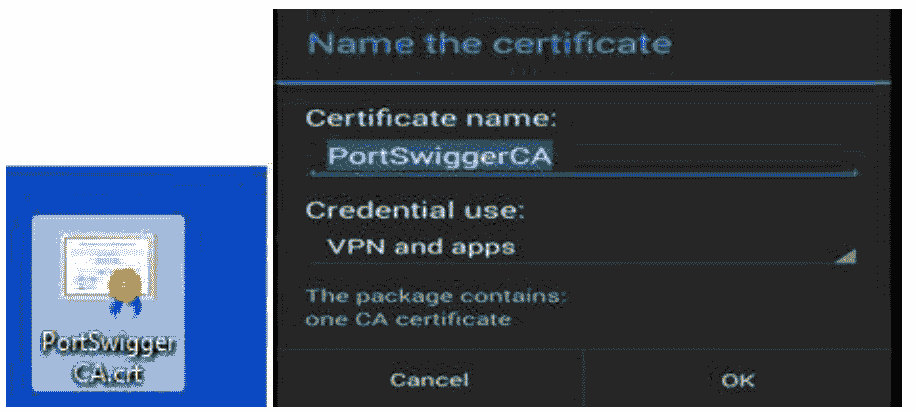 PortSwigger
CA.crt
Name the certificate
Certificate name:
PortSwiggerCA
Credential use:
VPN and apps
The package contains:
one CA certificate
Cancel
OK